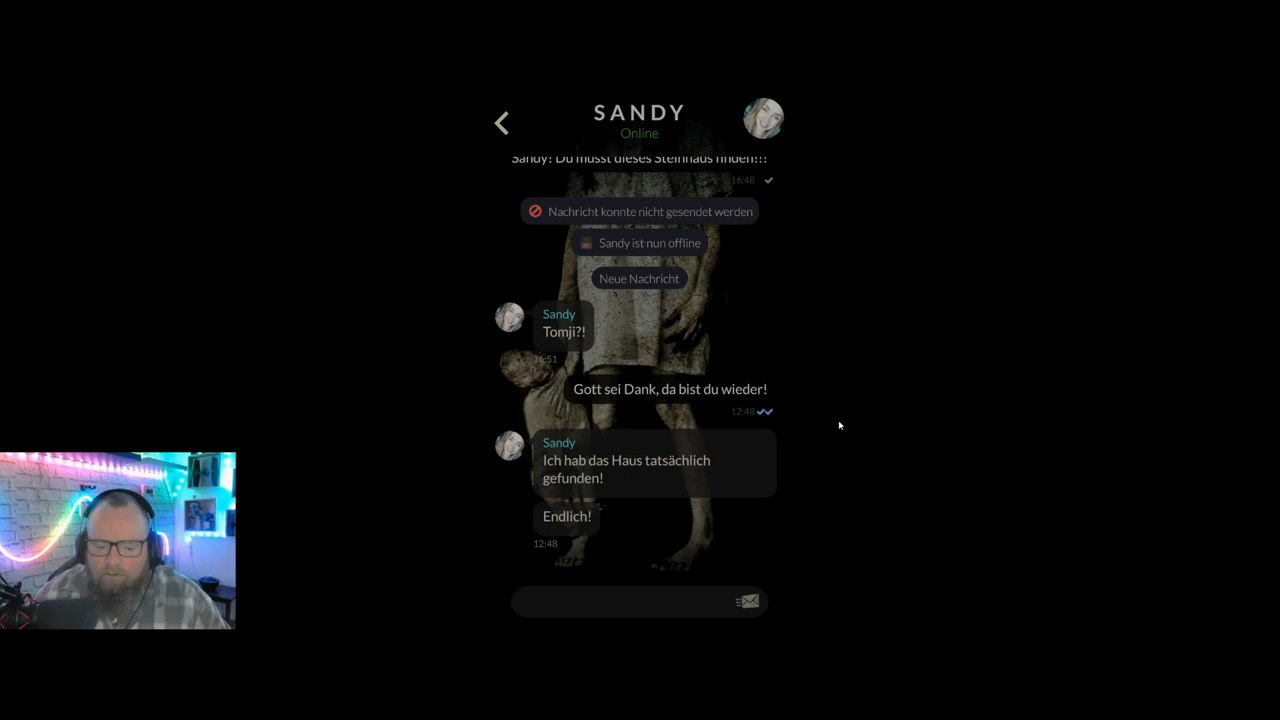 SANDY
Online
Sandy! Du musst dieses Steinhaus finden!!!
16:48
Nachricht konnte nicht gesendet werden
Sandy ist nun offline
Neue Nachricht
Sandy
Tomji?!
16:51
Gott sei Dank, da bist du wieder!
12:48
Sandy
Ich hab das Haus tatsächlich
gefunden!
Endlich!
12:48